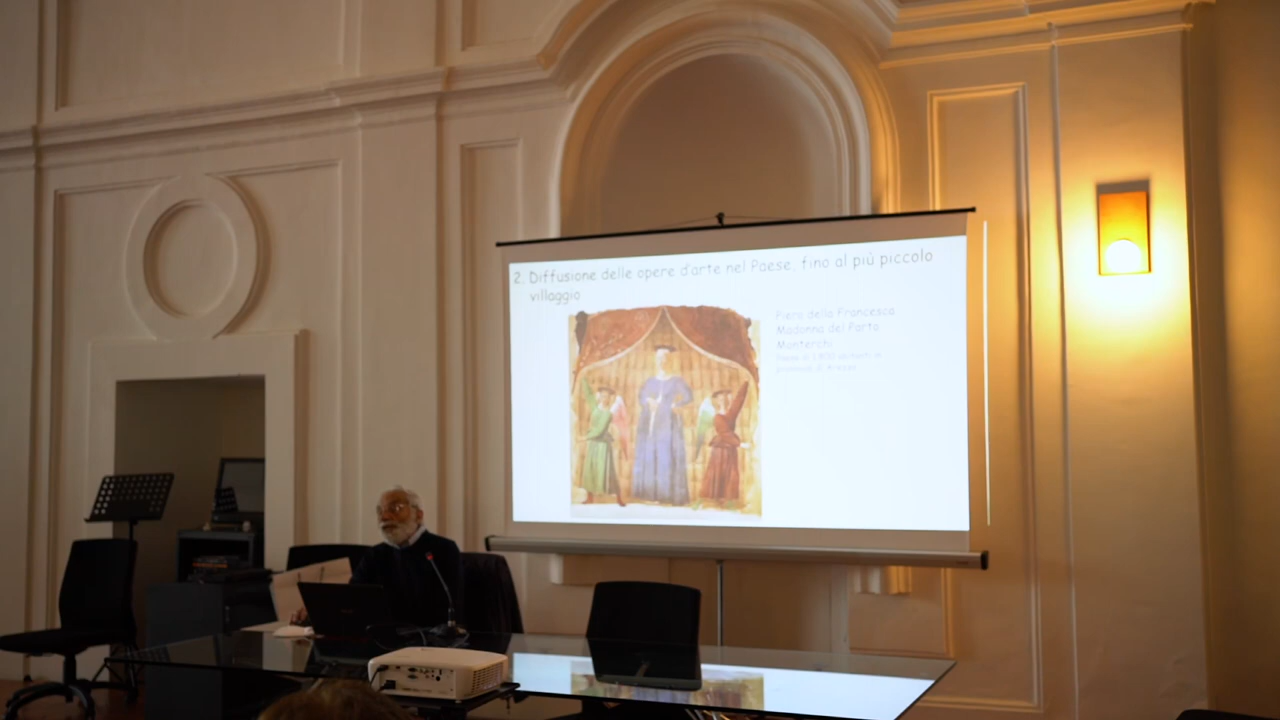 2. Diffusione delle opere d'arte nel Paese, fino al più piccolo
villaggio
Piero della Francesca
Madonna del Parto
Monterchi